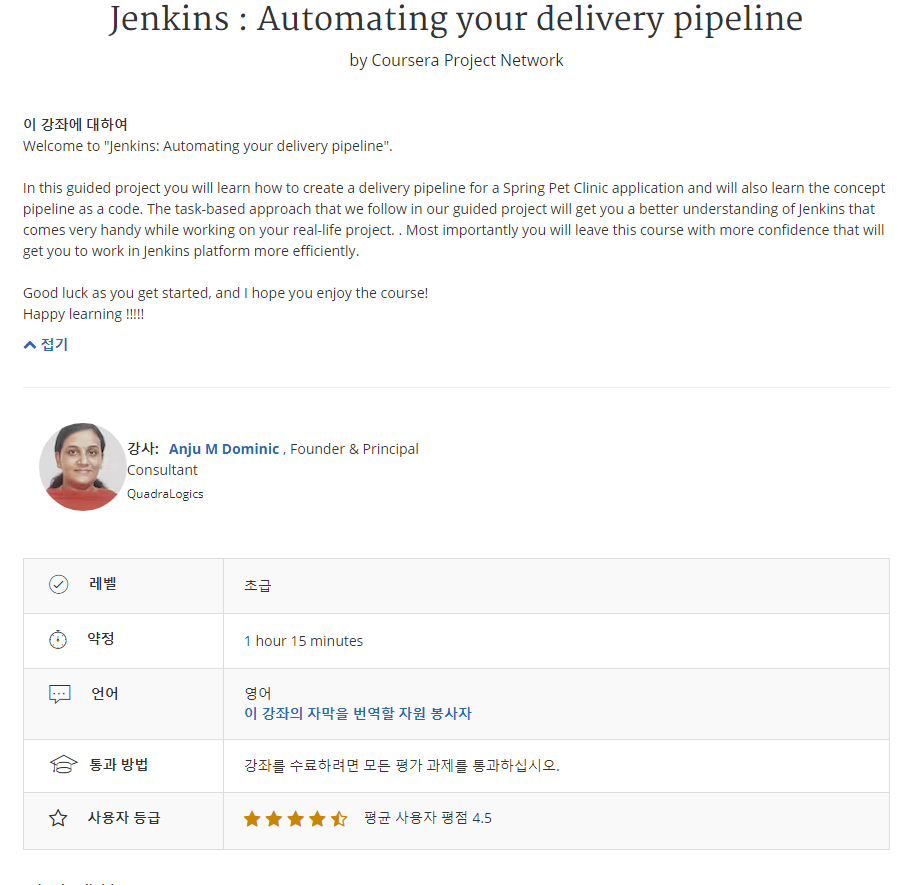 Jenkins : Automating your delivery pipeline
by Coursera Project Network
이 강좌에 대하여
Welcome to "Jenkins: Automating your delivery pipeline".
In this guided project you will learn how to create a delivery pipeline for a Spring Pet Clinic application and will also learn the concept
pipeline as a code. The task-based approach that we follow in our guided project will get you a better understanding of Jenkins that
comes very handy while working on your real-life project. . Most importantly you will leave this course with more confidence that will
get you to work in Jenkins platform more efficiently.
Good luck as you get started, and I hope you enjoy the course!
Happy learning !!!!!
접기
강사: Anju M Dominic , Founder & Principal
Consultant
QuadraLogics
레벨
초급
약정
1 hour 15 minutes
언어
영어
이 강좌의 자막을 번역할 자원 봉사자
통과 방법
강좌를 수료하려면 모든 평가 과제를 통과하십시오.
사용자 등급
평균 사용자 평점 4.5